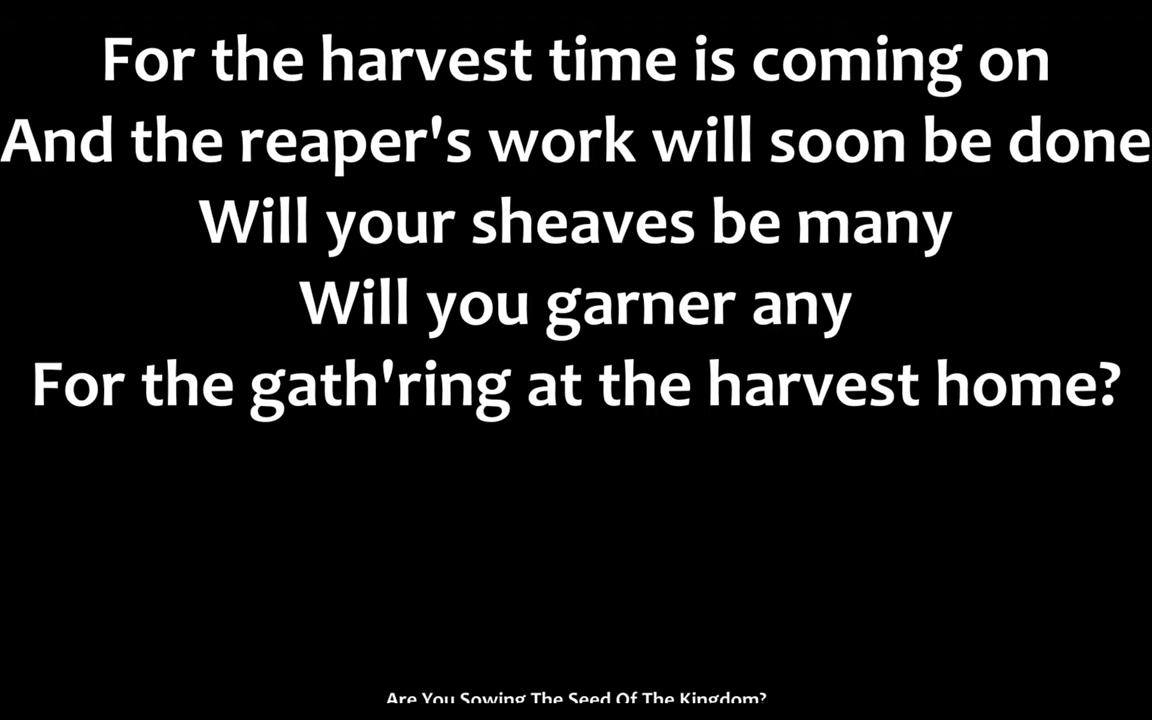 For the harvest time is coming on
And the reaper's work will soon be done
Will your sheaves be many
Will you garner any
For the gath'ring at the harvest home?
Are You Sowing The Seed Of The Kingdom?